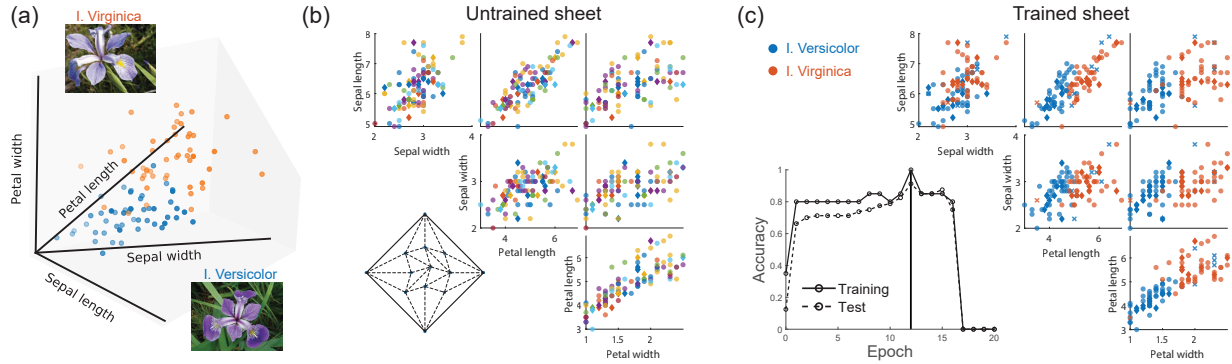 (a)
I. Virginica
Petal width
Petal length
Sepal width
Sepal length
I. Versicolor
(b)
Untrained sheet
8
7
6
5
Sepal length
2
3
4
Sepal width
4
3
2
Sepal width
4
6
Petal length
6
5
4
3
Petal length
1
1.5
2
Petal width
(c)
Trained sheet
I. Versicolor
I. Virginica
8
7
6
5
Sepal length
2
3
4
Sepal width
4
3
2
Sepal width
4
6
Petal length
6
5
4
3
Petal length
1
1.5
2
Petal width
1
0.8
0.6
0.4
0.2
0
Accuracy
Training
Test
0
5
10
15
20
Epoch